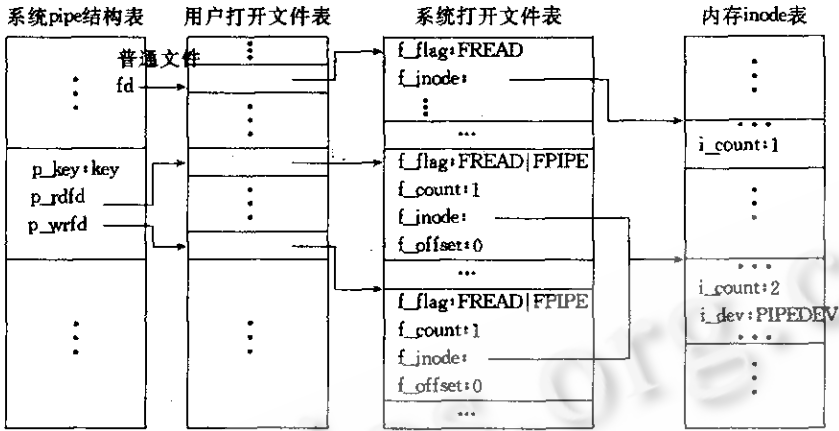 系统pipe结构表 用户打开文件表 系统打开文件表 内存inode表
普通文件
fd
f_flag:FREAD
f_inode:
...
...
i_count:1
p_key:key
p_rdfd
p_wrfd
f_flag:FREAD|FPIPE
f_count:1
f_inode:
f_offset:0
...
...
i_count:2
i_dev:PIPEDEV
...
f_flag:FREAD|FPIPE
f_count:1
f_inode:
f_offset:0
...